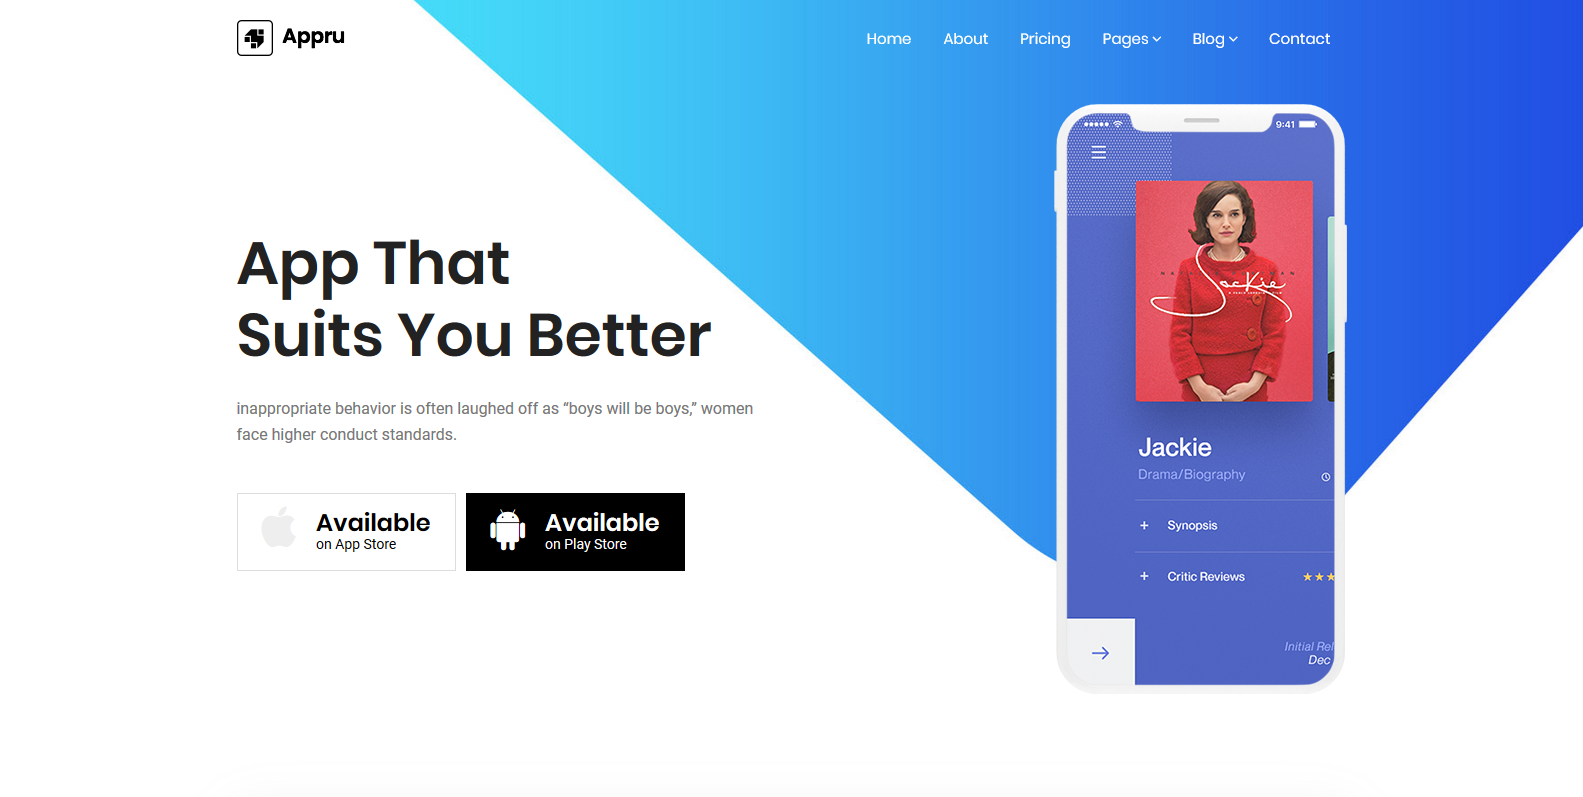 Appru
Home About Pricing Pages Blog Contact
9:41
App That
Suits You Better
inappropriate behavior is often laughed off as “boys will be boys,” women
face higher conduct standards.
Available
on App Store
Available
on Play Store
Jackie
Jackie
Drama/Biography
+ Synopsis
+ Critic Reviews
Initial Rel
Dec